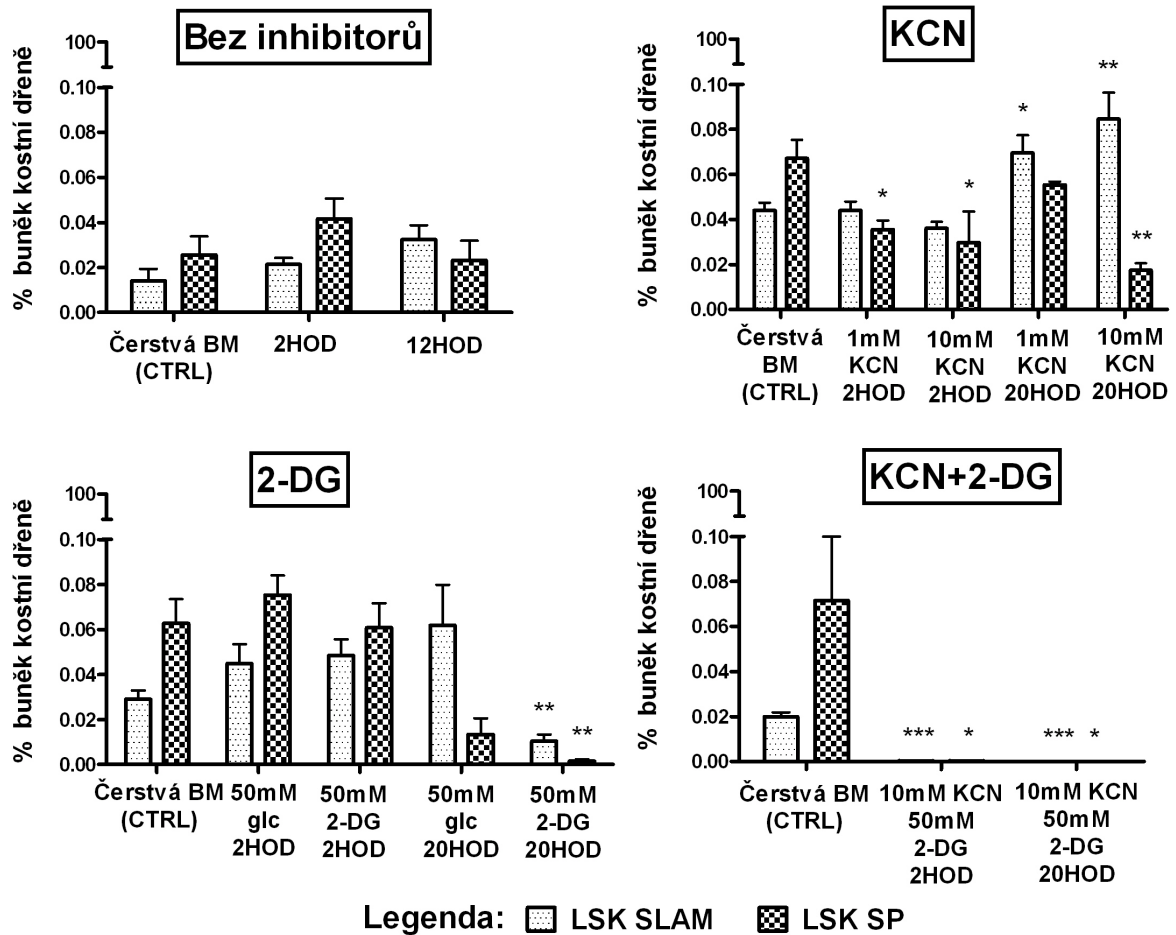 Bez inhibitorů
% buněk kostní dřeně
100
0.10
0.08
0.06
0.04
0.02
0.00
Čerstvá BM
(CTRL)
2HOD
12HOD
KCN
% buněk kostní dřeně
100
0.10
0.08
0.06
0.04
0.02
0.00
*
*
*
**
**
Čerstvá
BM
(CTRL)
1mM
KCN
2HOD
10mM
KCN
2HOD
1mM
KCN
20HOD
10mM
KCN
20HOD
2-DG
% buněk kostní dřeně
100
0.10
0.08
0.06
0.04
0.02
0.00
**
**
Čerstvá BM
(CTRL)
50mM
glc
2HOD
50mM
2-DG
2HOD
50mM
glc
20HOD
50mM
2-DG
20HOD
KCN+2-DG
% buněk kostní dřeně
100
0.10
0.08
0.06
0.04
0.02
0.00
*** *
*** *
Čerstvá BM
(CTRL)
10mM KCN
50mM
2-DG
2HOD
10mM KCN
50mM
2-DG
20HOD
Legenda: LSK SLAM LSK SP